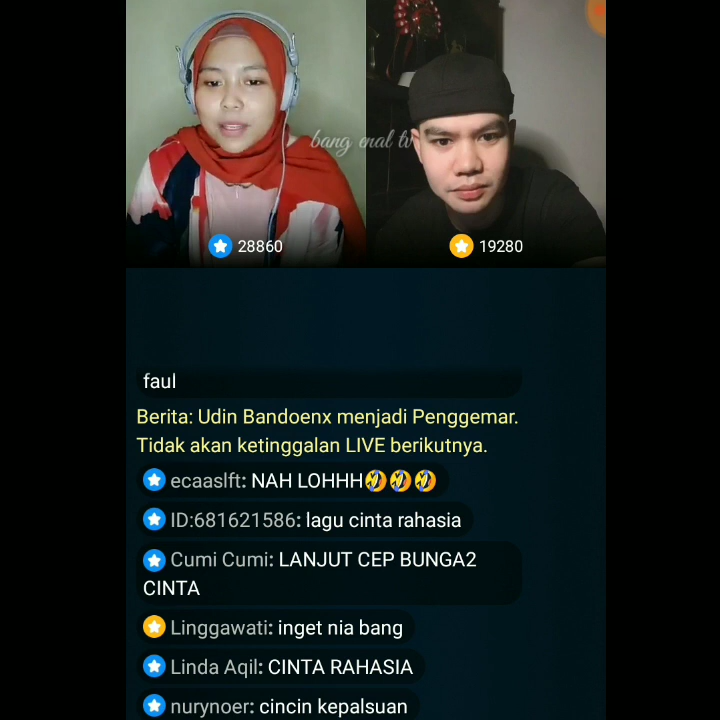 bang enal tv
28860
19280
faul
Berita: Udin Bandoenx menjadi Penggemar.
Tidak akan ketinggalan LIVE berikutnya.
ecaaslft: NAH LOHHH🤣🤣🤣
ID:681621586: lagu cinta rahasia
Cumi Cumi: LANJUT CEP BUNGA2
CINTA
Linggawati: inget nia bang
Linda Aqil: CINTA RAHASIA
nurynoer: cincin kepalsuan